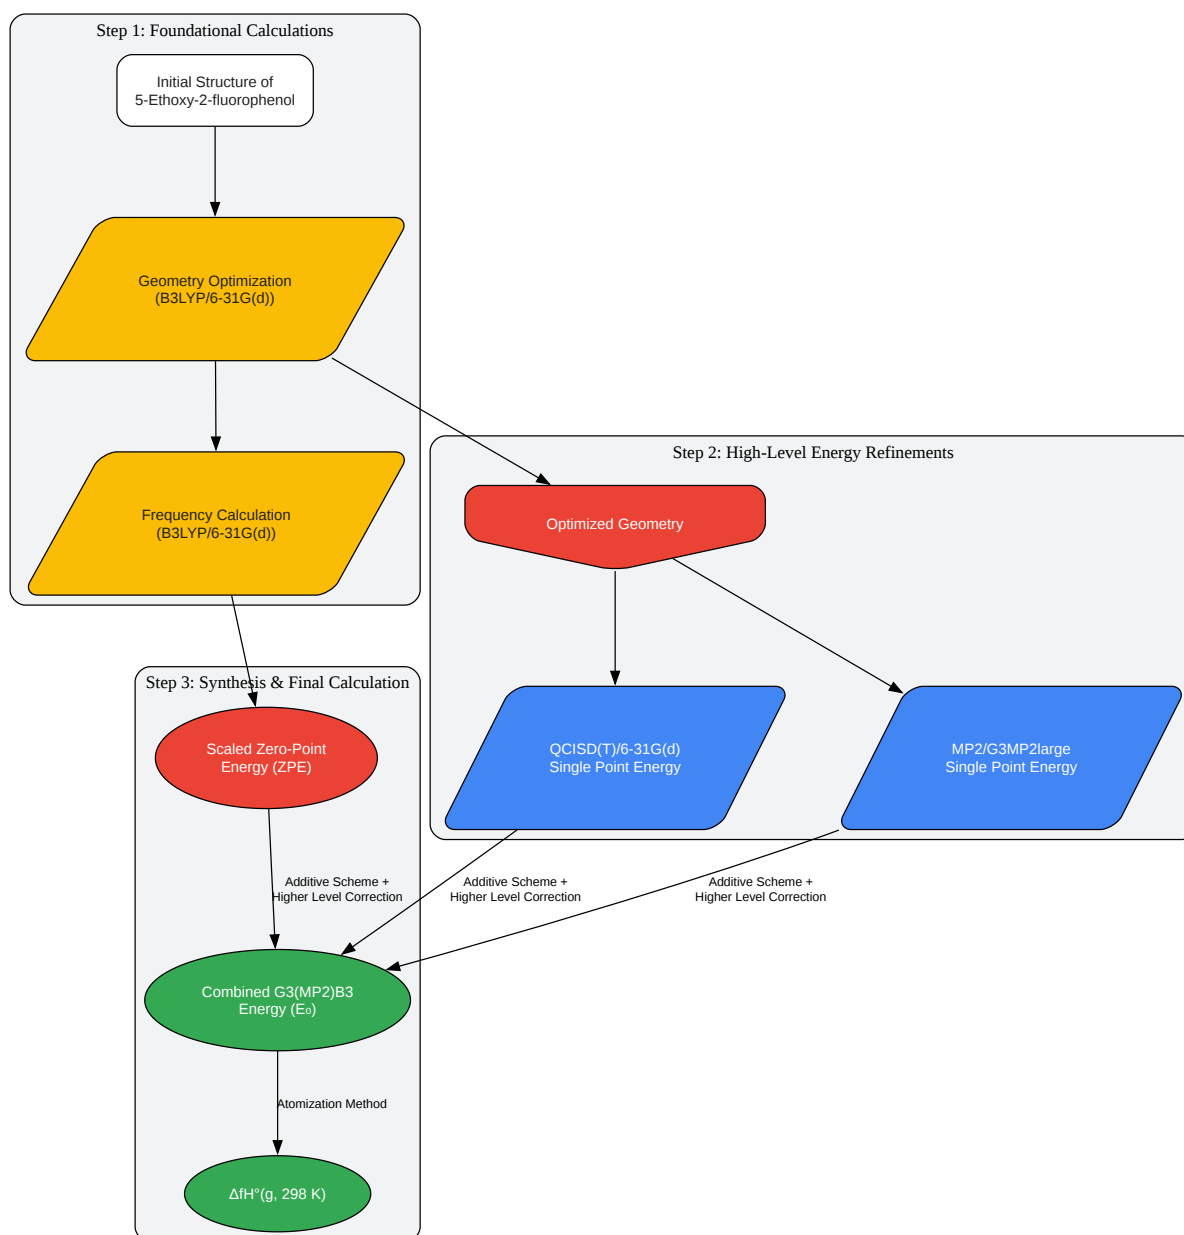 Step 1: Foundational Calculations
Initial Structure of
5-Ethoxy-2-fluorophenol
Geometry Optimization
(B3LYP/6-31G(d))
Frequency Calculation
(B3LYP/6-31G(d))
Step 2: High-Level Energy Refinements
Optimized Geometry
QCISD(T)/6-31G(d)
Single Point Energy
MP2/G3MP2large
Single Point Energy
Step 3: Synthesis & Final Calculation
Scaled Zero-Point
Energy (ZPE)
Additive Scheme +
Higher Level Correction
Additive Scheme +
Higher Level Correction
Additive Scheme +
Higher Level Correction
Combined G3(MP2)B3
Energy (E₀)
Atomization Method
ΔfH°(g, 298 K)